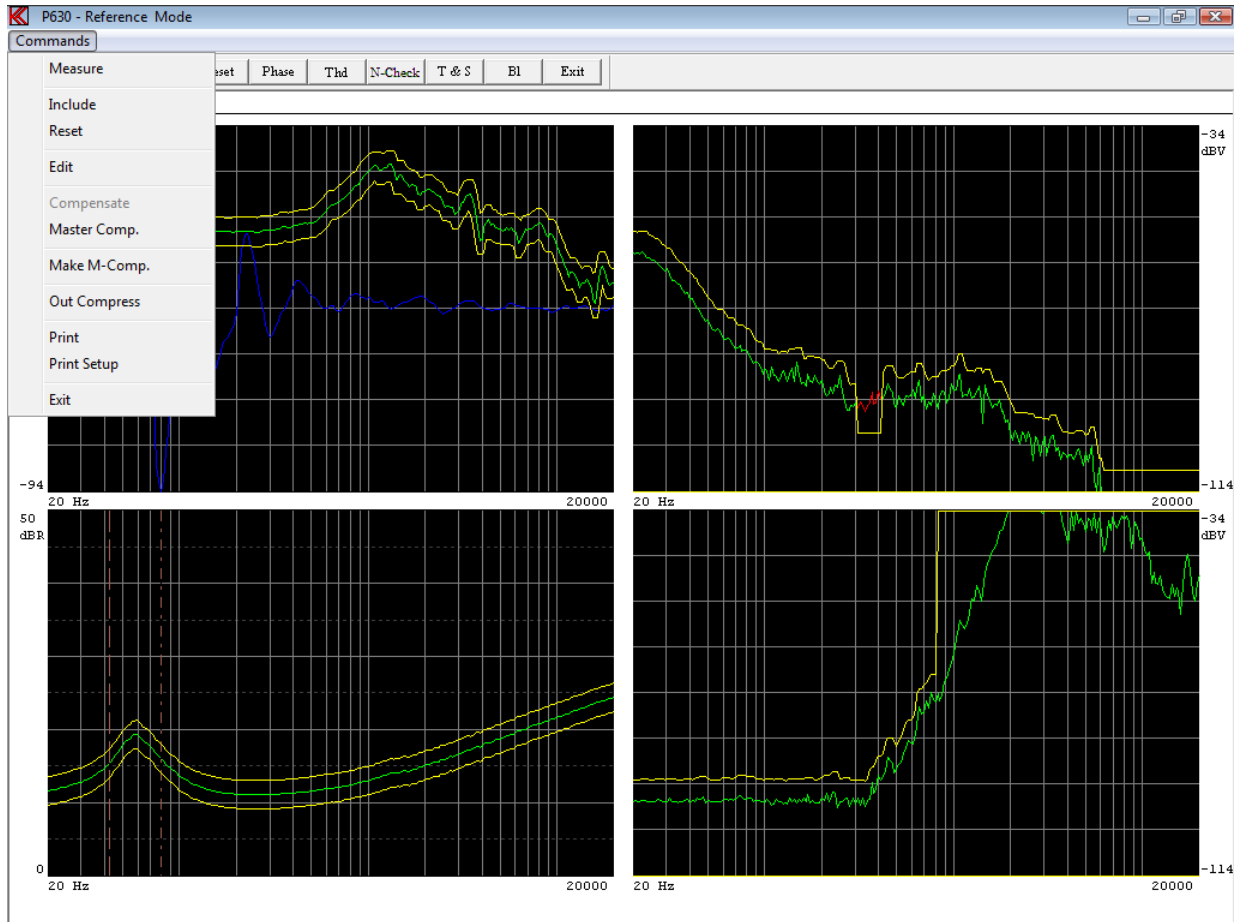 P630 - Reference Mode
Commands
Measure
Include
Reset
Edit
Compensate
Master Comp.
Make M-Comp.
Out Compress
Print
Print Setup
Exit
Phase
Thd
N-Check
T & S
Bl
Exit
-94
20 Hz
-34
dBV
20 Hz
20000
-114
50
dBR
0
20 Hz
20000
-34
dBV
-114
20 Hz
20000